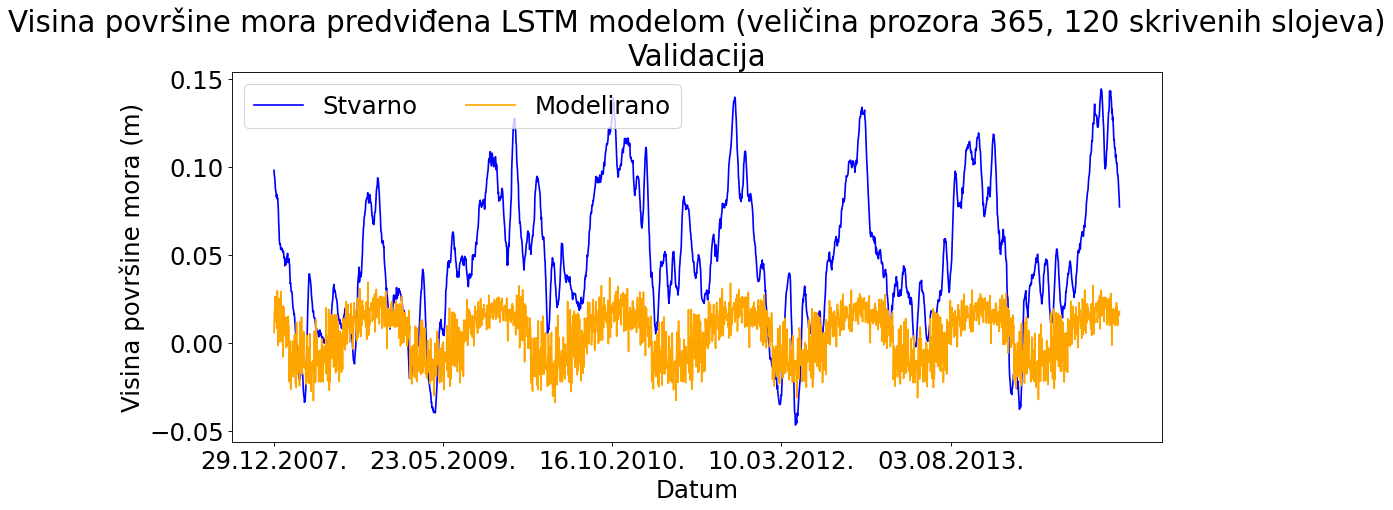 Visina površine mora predviđena LSTM modelom (veličina prozora 365, 120 skrivenih slojeva)
Validacija
Stvarno
Modelirano
Visina površine mora (m)
0.15
0.10
0.05
0.00
−0.05
29.12.2007.
23.05.2009.
16.10.2010.
10.03.2012.
03.08.2013.
Datum